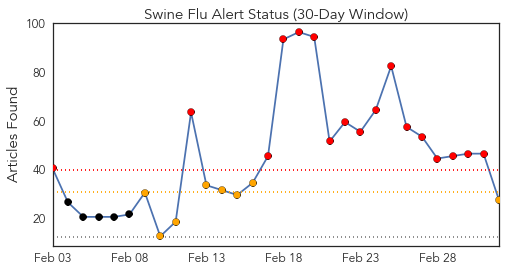 Swine Flu Alert Status (30-Day Window)
Articles Found
100
80
60
40
20
Feb 03 Feb 08 Feb 13 Feb 18 Feb 23 Feb 28